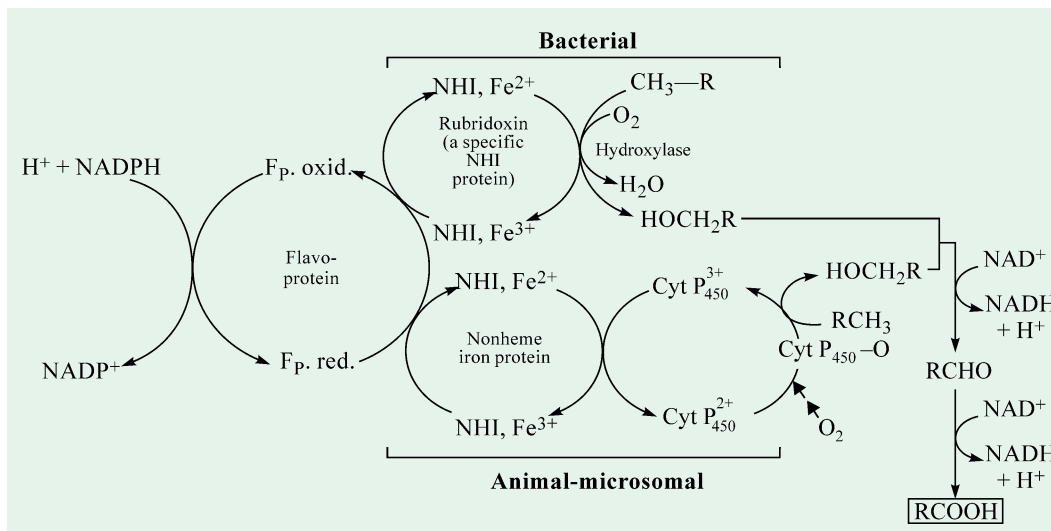 Bacterial
NHI, Fe2+
CH3—R
Rubridoxin
(a specific
NHI
protein)
O2
Hydroxylase
H2O
H+ + NADPH
FP. oxid.
NHI, Fe3+
HOCH2R
Flavo-
protein
NHI, Fe2+
Cyt P450 3+
HOCH2R
NAD+
NADH
+ H+
RCH3
Nonheme
iron protein
Cyt P450 –O
NADP+
FP. red.
RCHO
NHI, Fe3+
Cyt P450 2+
O2
NAD+
NADH
+ H+
Animal-microsomal
RCOOH